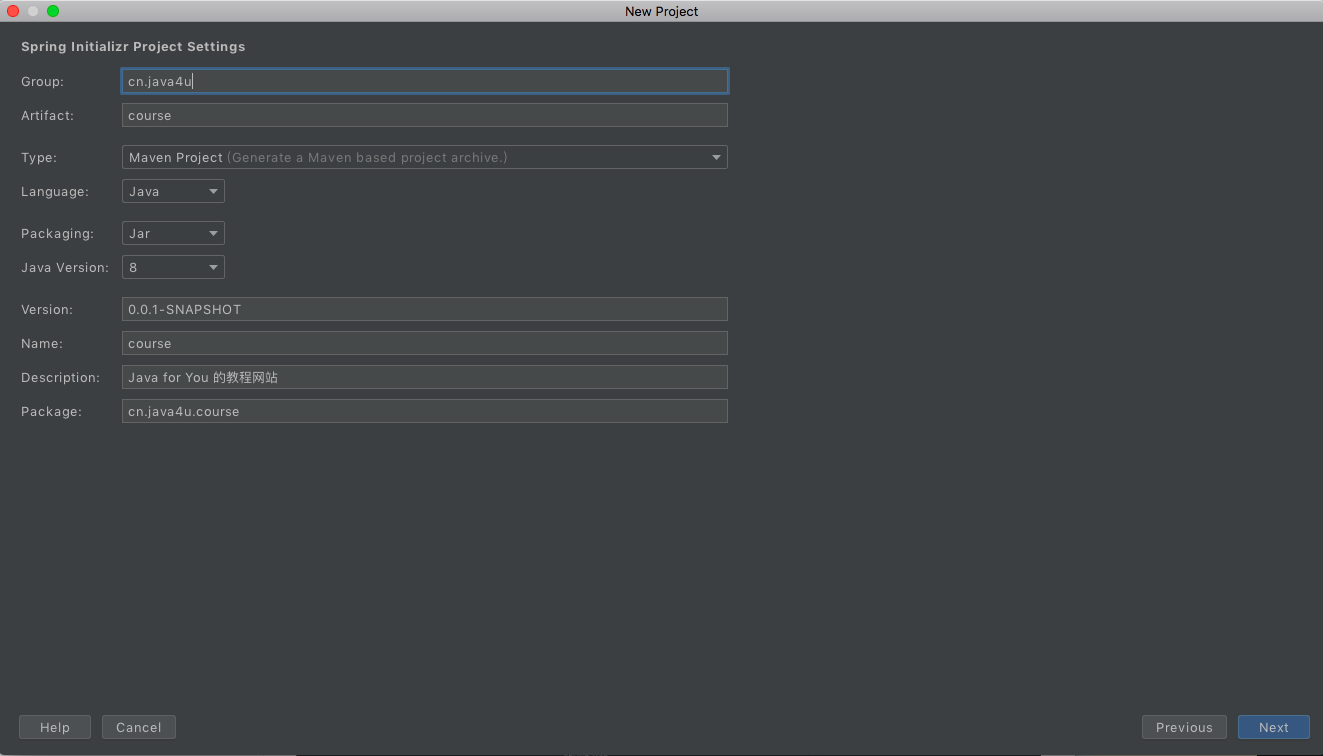 New Project
Spring Initializr Project Settings
Group: cn.java4u
Artifact: course
Type: Maven Project (Generate a Maven based project archive.)
Language: Java
Packaging: Jar
Java Version: 8
Version: 0.0.1-SNAPSHOT
Name: course
Description: Java for You 的教程网站
Package: cn.java4u.course
Help Cancel Previous Next